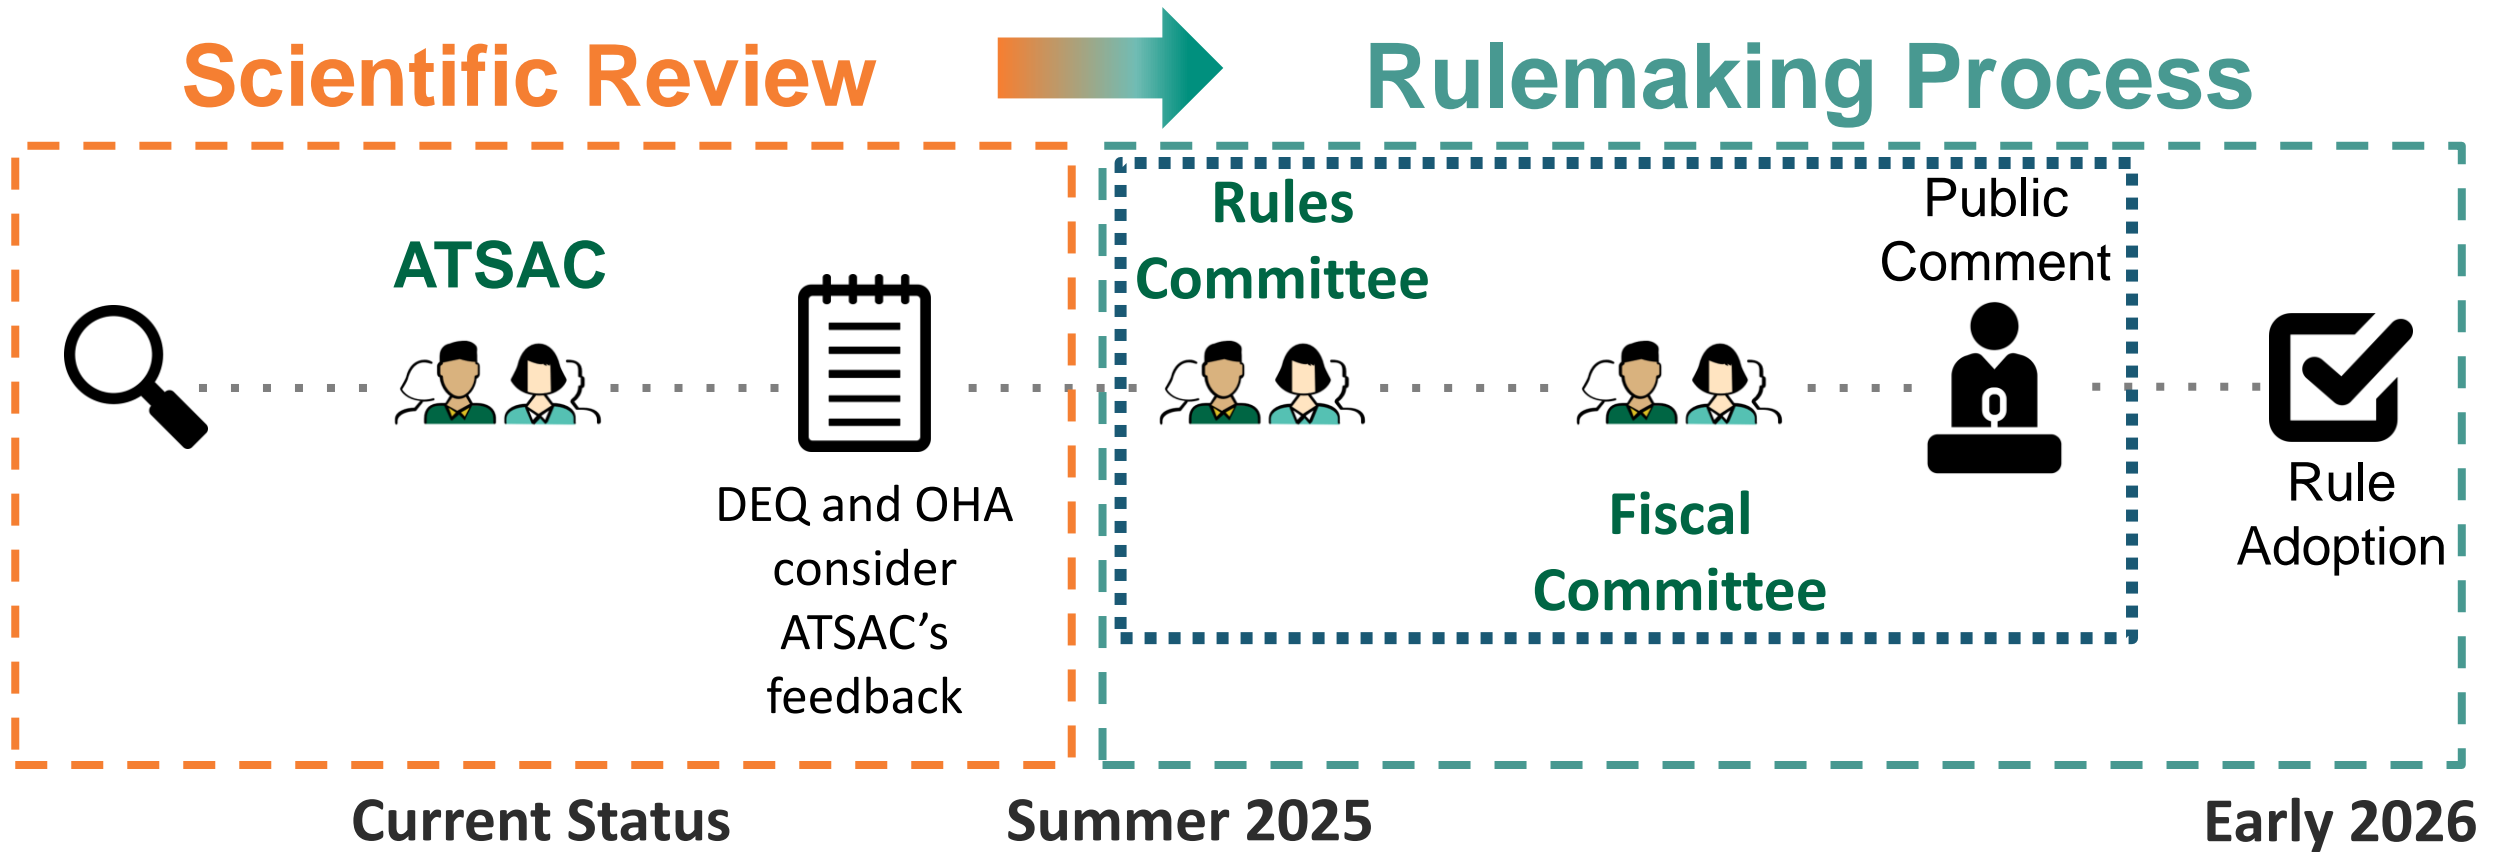 Scientific Review
Rulemaking Process
ATSAC
DEQ and OHA
consider
ATSAC’s
feedback
Rules
Committee
Fiscal
Committee
Public
Comment
Rule
Adoption
Current Status
Summer 2025
Early 2026